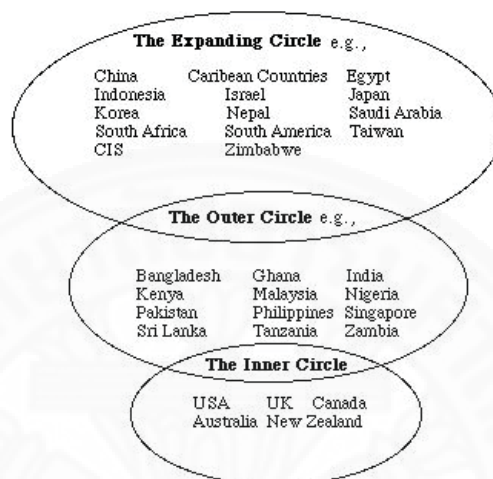 The Expanding Circle e.g.,
China Caribean Countries Egypt
Indonesia Israel Japan
Korea Nepal Saudi Arabia
South Africa South America Taiwan
CIS Zimbabwe
The Outer Circle e.g.,
Bangladesh Ghana India
Kenya Malaysia Nigeria
Pakistan Philippines Singapore
Sri Lanka Tanzania Zambia
The Inner Circle
USA UK Canada
Australia New Zealand